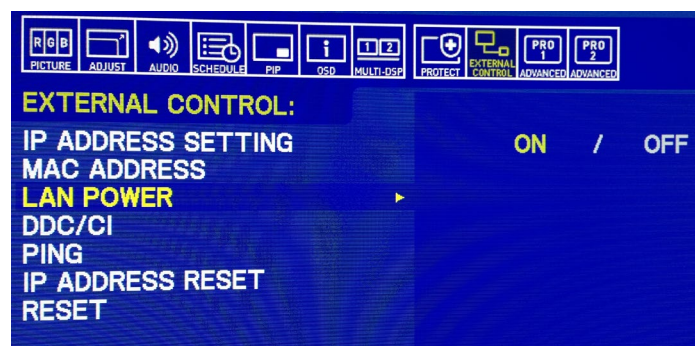 RGB 1 2 PRO 1 PRO 2
PICTURE ADJUST AUDIO SCHEDULE PIP OSD MULTI-DSP PROTECT EXTERNAL CONTROL ADVANCED ADVANCED
EXTERNAL CONTROL:
IP ADDRESS SETTING ON / OFF
MAC ADDRESS
LAN POWER
DDC/CI
PING
IP ADDRESS RESET
RESET